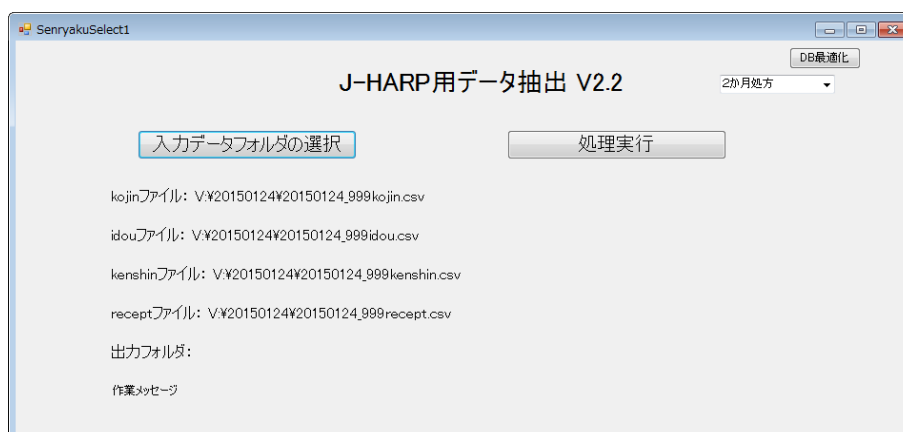 SenryakuSelect1
DB最適化
J-HARP用データ抽出 V2.2
2か月処方
入力データフォルダの選択
処理実行
kojinファイル： V:¥20150124¥20150124_999kojin.csv
idouファイル： V:¥20150124¥20150124_999idou.csv
kenshinファイル： V:¥20150124¥20150124_999kenshin.csv
receptファイル： V:¥20150124¥20150124_999recept.csv
出力フォルダ：
作業メッセージ